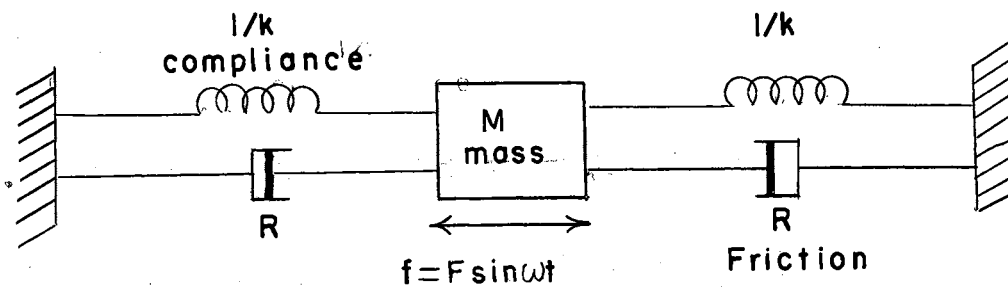 1/k
compliance
1/k
M
mass
R
R
f=Fsinωt
Friction